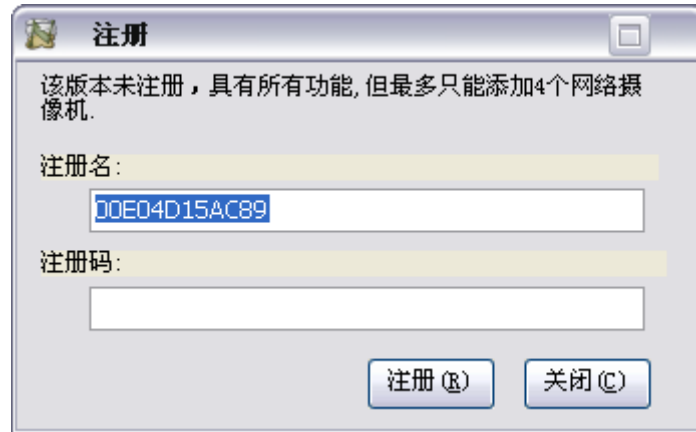 注册
该版本未注册，具有所有功能,但最多只能添加4个网络摄
像机.
注册名:
00E04D15AC89
注册码:
注册(R)
关闭(C)